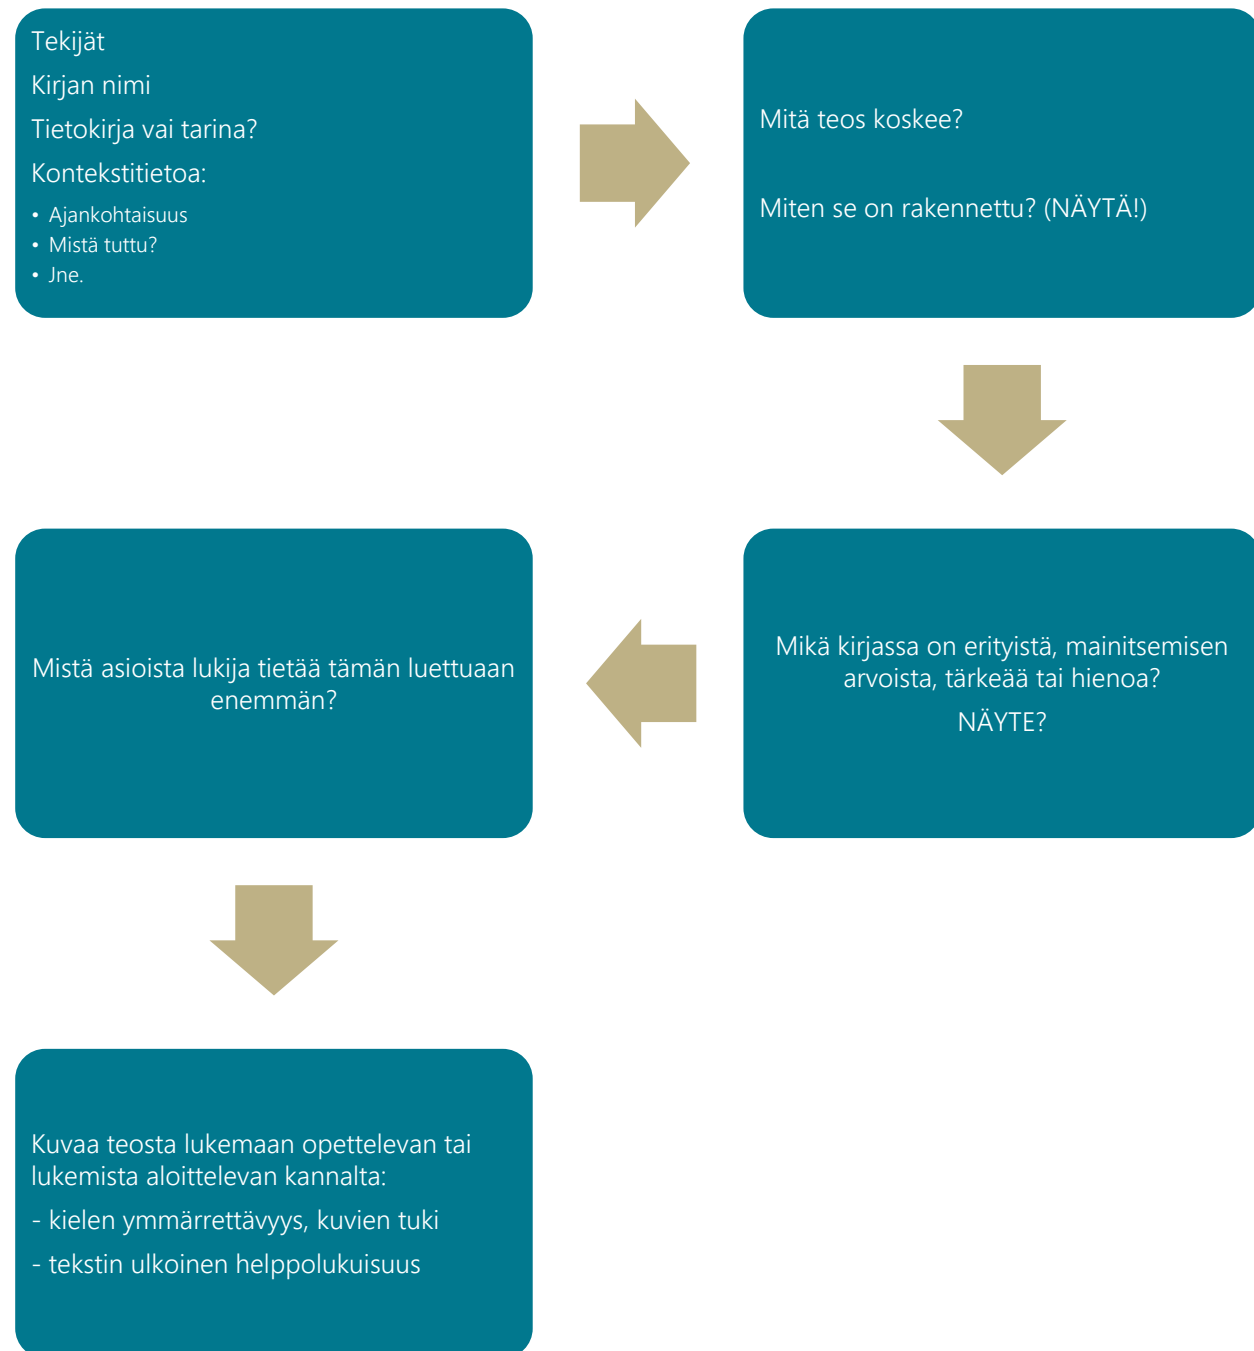 Tekijät
Kirjan nimi
Tietokirja vai tarina?
Kontekstitietoa:
• Ajankohtaisuus
• Mistä tuttu?
• Jne.
Mitä teos koskee?
Miten se on rakennettu? (NÄYTÄ!)
Mikä kirjassa on erityistä, mainitsemisen
arvoista, tärkeää tai hienoa?
NÄYTE?
Mistä asioista lukija tietää tämän luettuaan
enemmän?
Kuvaa teosta lukemaan opettelevan tai
lukemista aloittelevan kannalta:
- kielen ymmärrettävyys, kuvien tuki
- tekstin ulkoinen helppolukuisuus